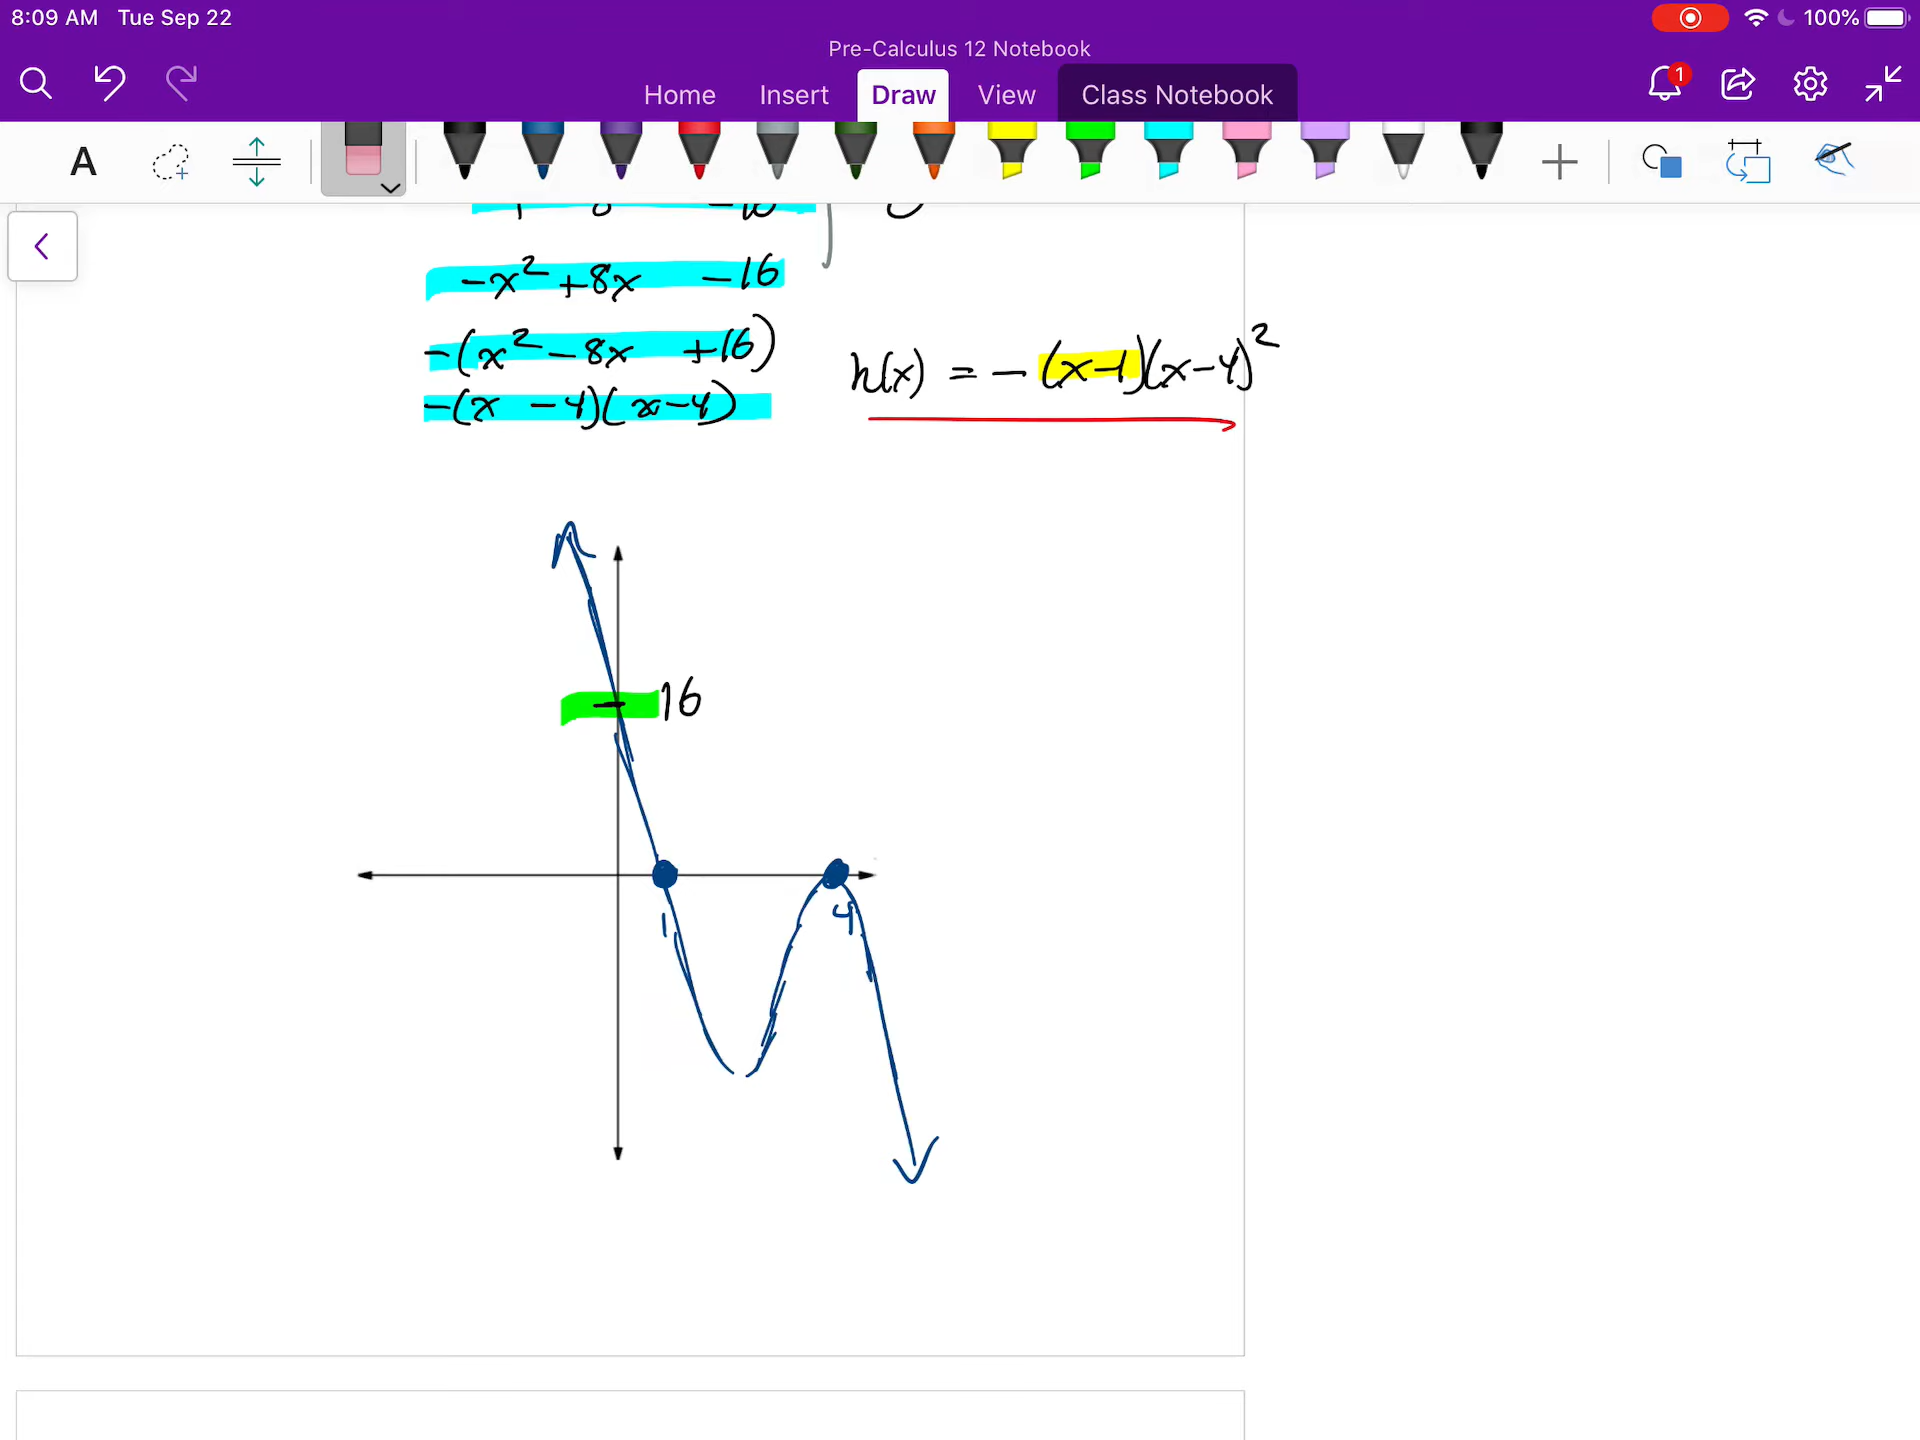 8:09 AM Tue Sep 22 100%
Pre-Calculus 12 Notebook
Home Insert Draw View Class Notebook
1
A
-x² +8x -16
-(x² - 8x +16)
-(x - 4)(x - 4)
h(x) = - (x-1)(x-4)²
16
1
4